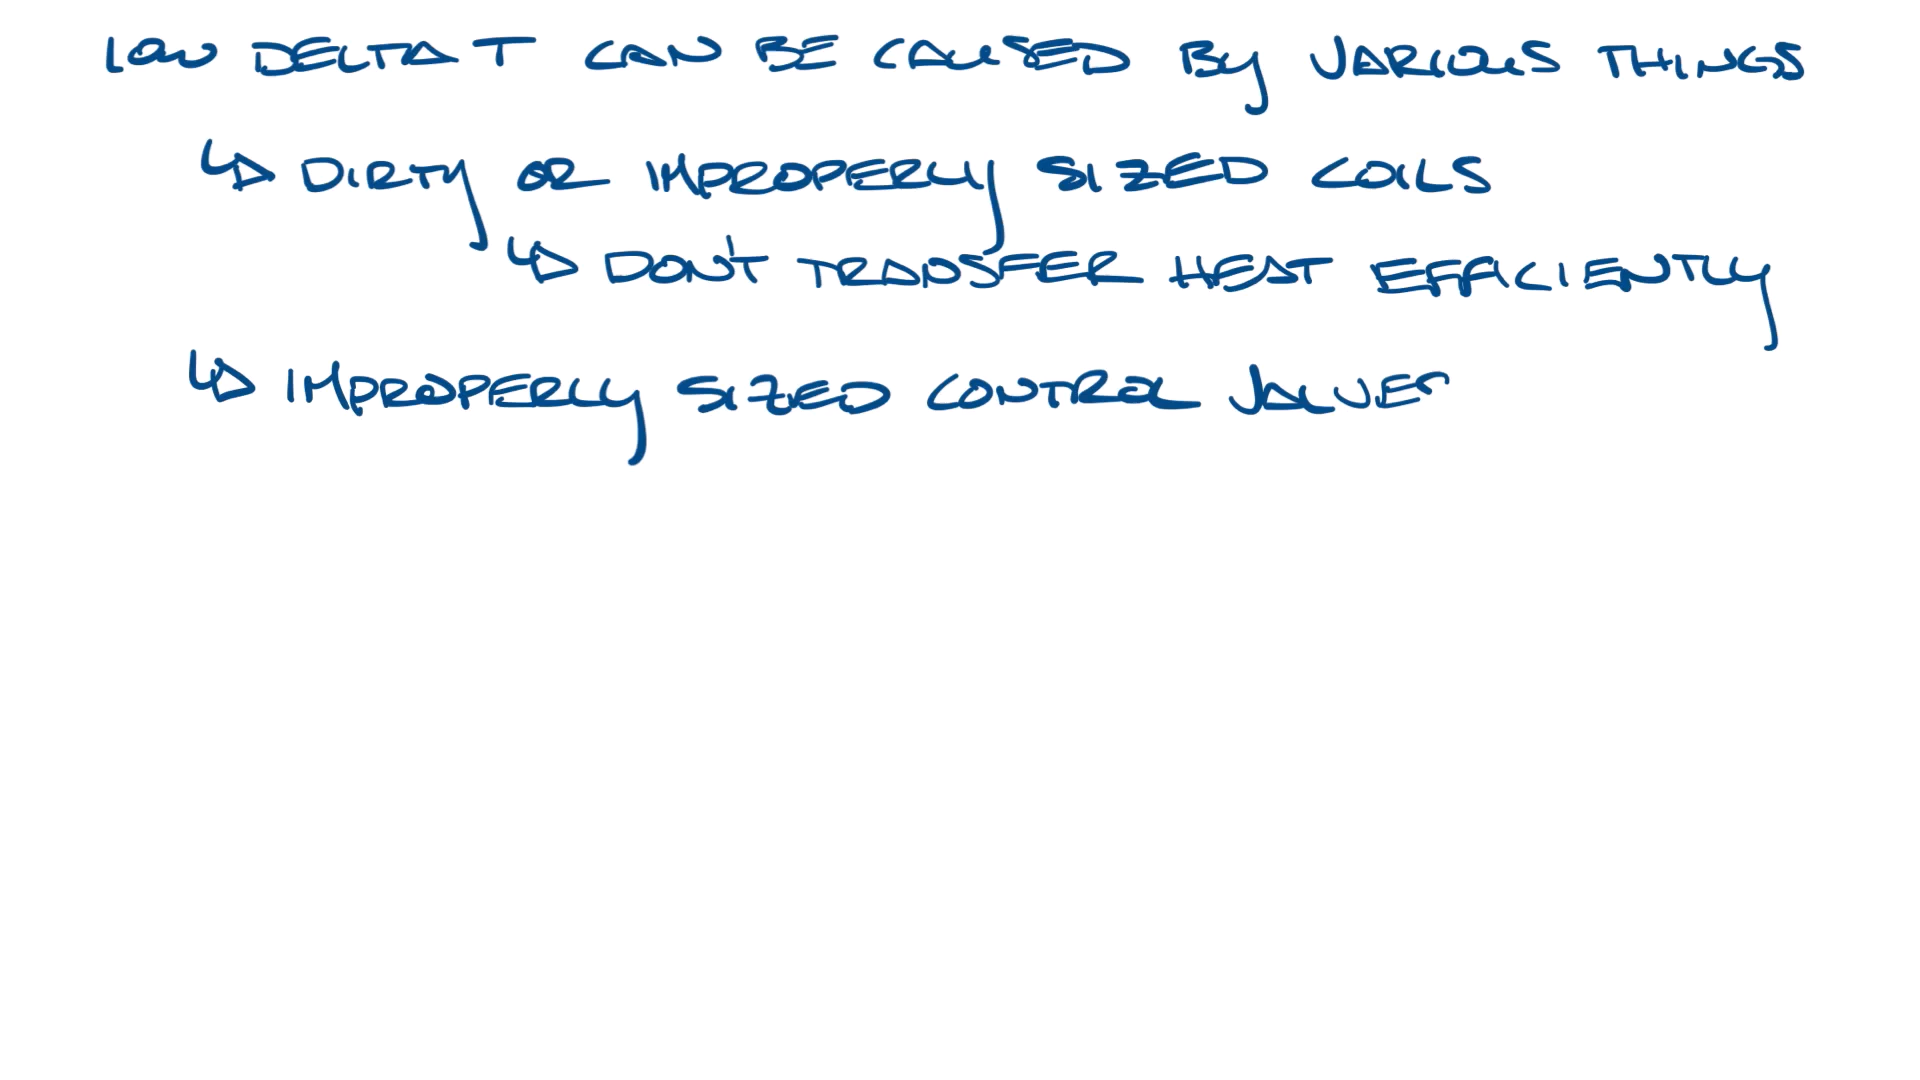 LOW DELTA T CAN BE CAUSED BY VARIOUS THINGS
↳ DIRTY OR IMPROPERLY SIZED COILS
↳ DON'T TRANSFER HEAT EFFICIENTLY
↳ IMPROPERLY SIZED CONTROL VALVES